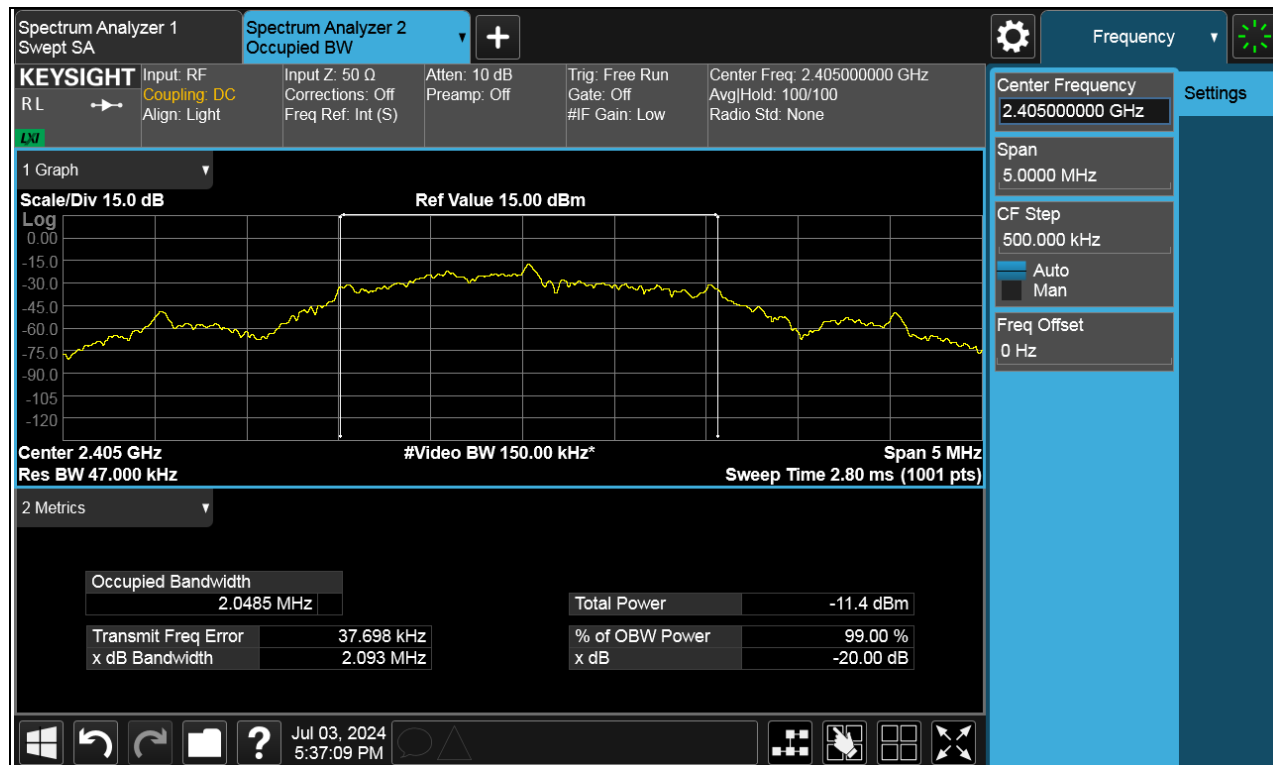 Spectrum Analyzer 1
Swept SA
Spectrum Analyzer 2
Occupied BW
Frequency
KEYSIGHT
R L
LXI
Input: RF
Coupling: DC
Align: Light
Input Z: 50 Ω
Corrections: Off
Freq Ref: Int (S)
Atten: 10 dB
Preamp: Off
Trig: Free Run
Gate: Off
#IF Gain: Low
Center Freq: 2.405000000 GHz
Avg|Hold: 100/100
Radio Std: None
Center Frequency
2.405000000 GHz
Settings
Span
5.0000 MHz
CF Step
500.000 kHz
Auto
Man
Freq Offset
0 Hz
1 Graph
Scale/Div 15.0 dB
Ref Value 15.00 dBm
Log
0.00
-15.0
-30.0
-45.0
-60.0
-75.0
-90.0
-105
-120
Center 2.405 GHz
#Video BW 150.00 kHz*
Span 5 MHz
Res BW 47.000 kHz
Sweep Time 2.80 ms (1001 pts)
2 Metrics
Occupied Bandwidth
2.0485 MHz
Total Power -11.4 dBm
Transmit Freq Error 37.698 kHz
% of OBW Power 99.00 %
x dB Bandwidth 2.093 MHz
x dB -20.00 dB
?
Jul 03, 2024
5:37:09 PM